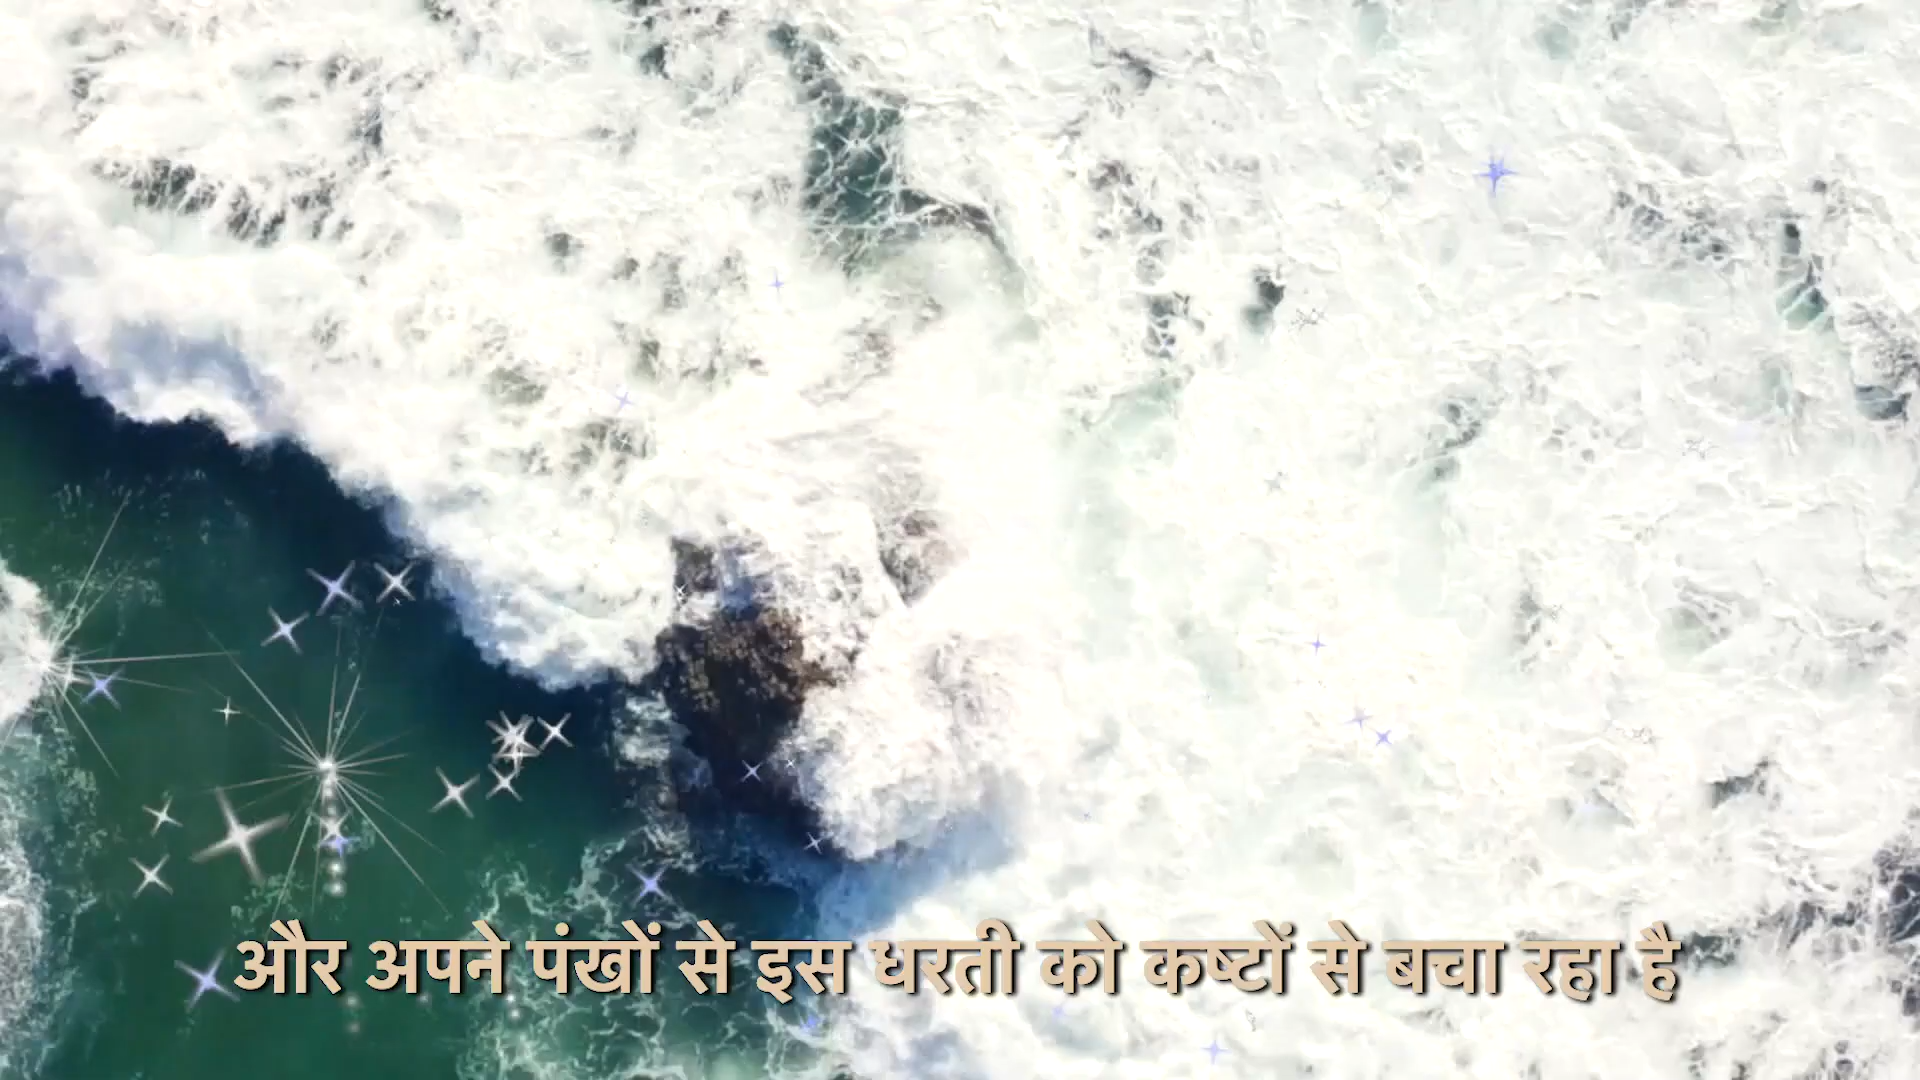 और अपने पंखों से इस धरती को कष्टों से बचा रहा है